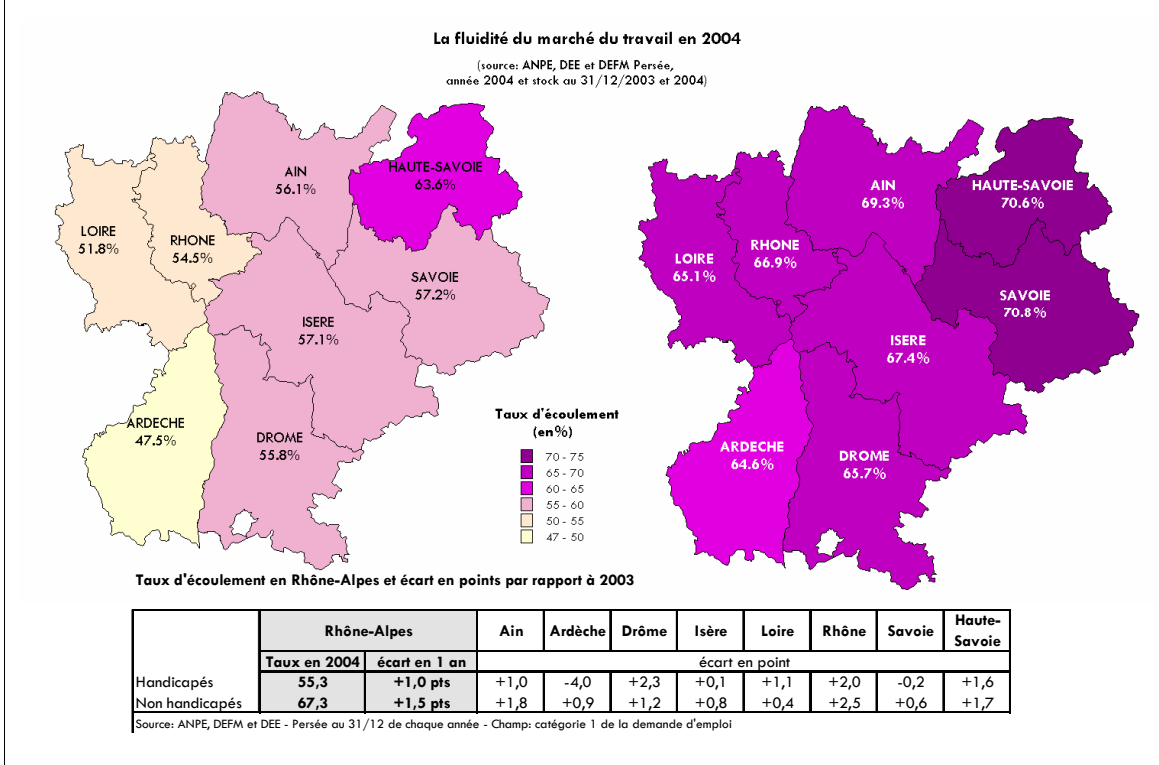 La fluidité du marché du travail en 2004
(source: ANPE, DEE et DEFM Persée,
année 2004 et stock au 31/12/2003 et 2004)
AIN
56.1%
HAUTE-SAVOIE
63.6%
LOIRE
51.8%
RHONE
54.5%
SAVOIE
57.2%
ISERE
57.1%
ARDECHE
47.5%
DROME
55.8%
AIN
69.3%
HAUTE-SAVOIE
70.6%
LOIRE
65.1%
RHONE
66.9%
SAVOIE
70.8%
ISERE
67.4%
ARDECHE
64.6%
DROME
65.7%
Taux d'écoulement
(en%)
70 - 75
65 - 70
60 - 65
55 - 60
50 - 55
47 - 50
Taux d'écoulement en Rhône-Alpes et écart en points par rapport à 2003
Rhône-Alpes Ain Ardèche Drôme Isère Loire Rhône Savoie Haute-Savoie
Taux en 2004 écart en 1 an écart en point
Handicapés 55,3 +1,0 pts +1,0 -4,0 +2,3 +0,1 +1,1 +2,0 -0,2 +1,6
Non handicapés 67,3 +1,5 pts +1,8 +0,9 +1,2 +0,8 +0,4 +2,5 +0,6 +1,7
Source: ANPE, DEFM et DEE - Persée au 31/12 de chaque année - Champ: catégorie 1 de la demande d'emploi